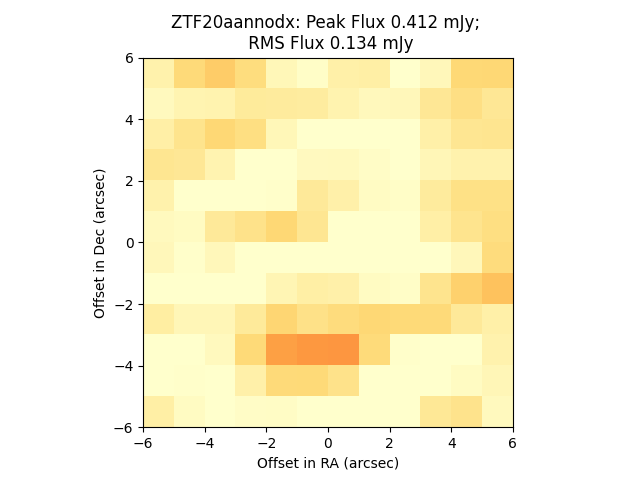 ZTF20aannodx: Peak Flux 0.412 mJy;
RMS Flux 0.134 mJy
6
4
2
0
−2
−4
−6
Offset in Dec (arcsec)
−6 −4 −2 0 2 4 6
Offset in RA (arcsec)